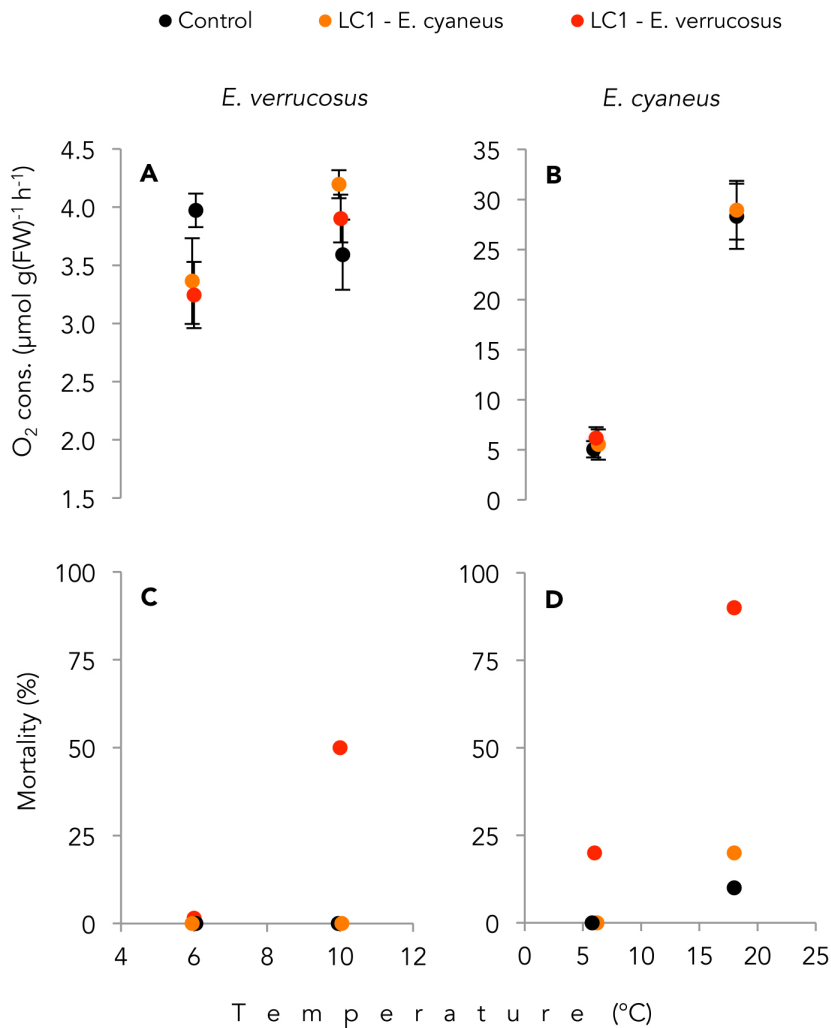 Control LC1 - E. cyaneus LC1 - E. verrucosus
E. verrucosus E. cyaneus
A
4.5
4.0
3.5
3.0
2.5
2.0
1.5
O₂ cons. (µmol g(FW)⁻¹ h⁻¹)
B
35
30
25
20
15
10
5
0
C
100
75
50
25
0
Mortality (%)
4 6 8 10 12
D
100
75
50
25
0
0 5 10 15 20 25
T e m p e r a t u r e (°C)